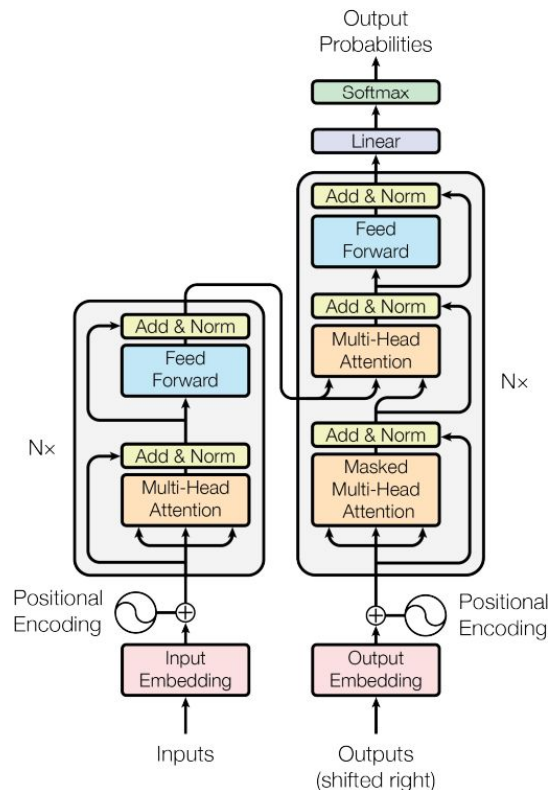 Output
Probabilities
Softmax
Linear
Add & Norm
Feed
Forward
Add & Norm
Multi-Head
Attention
Add & Norm
Masked
Multi-Head
Attention
Nx
Add & Norm
Feed
Forward
Add & Norm
Multi-Head
Attention
Nx
Positional
Encoding
Positional
Encoding
Input
Embedding
Output
Embedding
Inputs
Outputs
(shifted right)